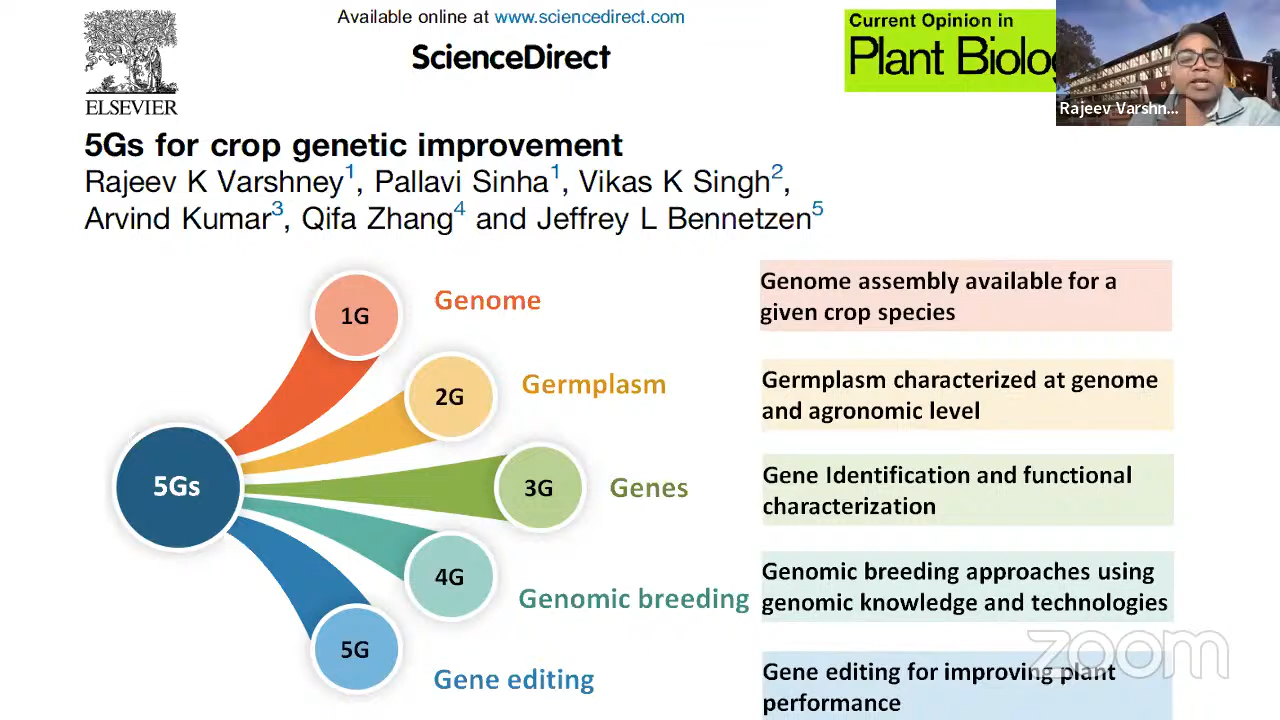 Available online at www.sciencedirect.com
ScienceDirect
ELSEVIER
Current Opinion in
Plant
Rajeev Varshn...
5Gs for crop genetic improvement
Rajeev K Varshney1, Pallavi Sinha1, Vikas K Singh2,
Arvind Kumar3, Qifa Zhang4 and Jeffrey L Bennetzen5
5Gs
1G
Genome
Genome assembly available for a
given crop species
2G
Germplasm
Germplasm characterized at genome
and agronomic level
3G
Genes
Gene Identification and functional
characterization
4G
Genomic breeding
Genomic breeding approaches using
genomic knowledge and technologies
5G
Gene editing
Gene editing for improving plant
performance
zoom